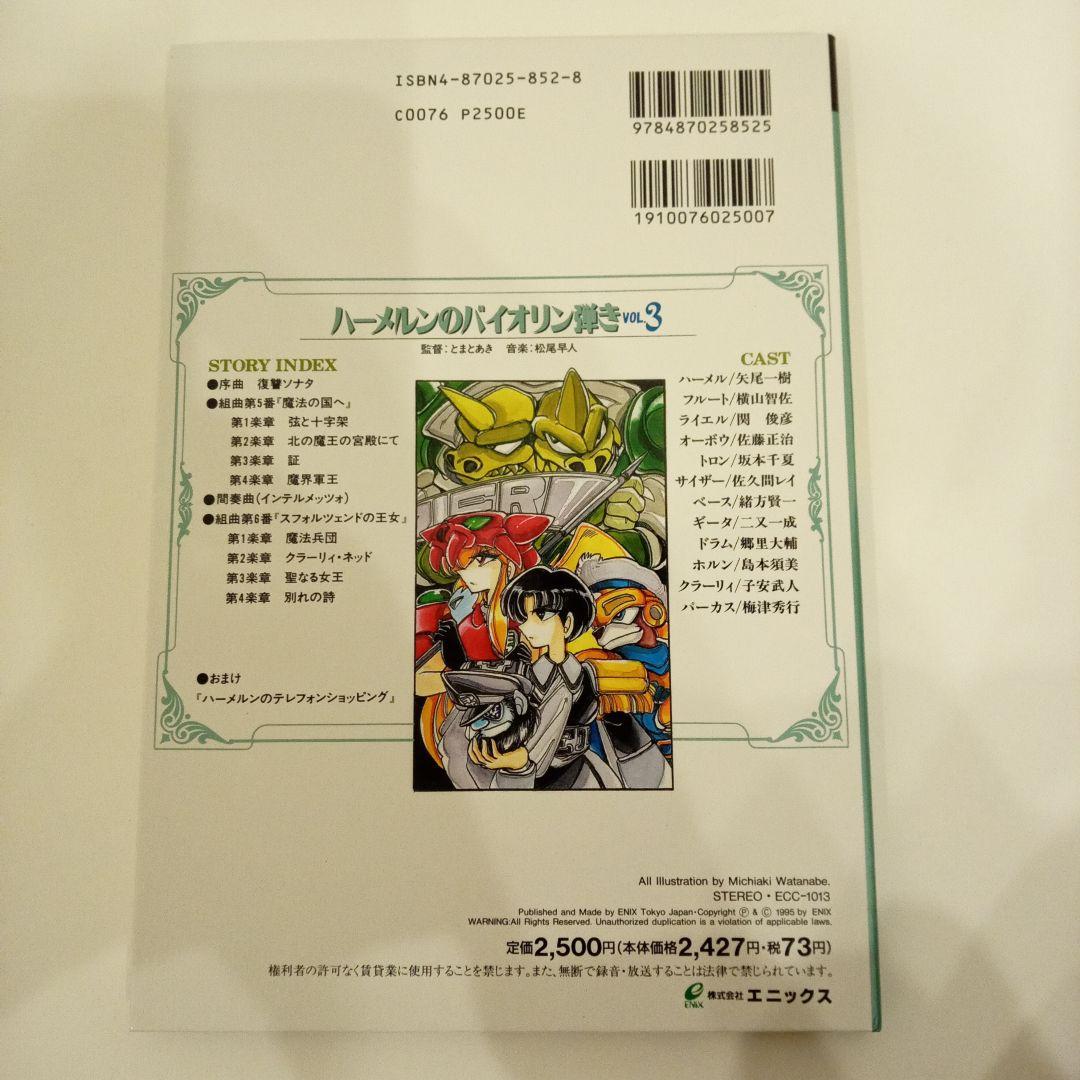 ISBN4-87025-852-8
C0076 P2500E
9784870258525
1910076025007
ハーメルンのバイオリン弾き VOL.3
監督：とまとあき 音楽：松尾早人
STORY INDEX
●序曲 復讐ソナタ
●組曲第5番『魔法の国へ』
第1楽章 弦と十字架
第2楽章 北の魔王の宮殿にて
第3楽章 証
第4楽章 魔界軍王
●間奏曲(インテルメッツォ)
●組曲第6番『スフォルツェンドの王女』
第1楽章 魔法兵団
第2楽章 クラーリィ・ネッド
第3楽章 聖なる女王
第4楽章 別れの詩
●おまけ
『ハーメルンのテレフォンショッピング』
CAST
ハーメル/矢尾一樹
フルート/横山智佐
ライエル/関 俊彦
オーボウ/佐藤正治
トロン/坂本千夏
サイザー/佐久間レイ
ベース/緒方賢一
ギータ/二又一成
ドラム/郷里大輔
ホルン/島本須美
クラーリィ/子安武人
パーカス/梅津秀行
All Illustration by Michiaki Watanabe.
STEREO・ECC-1013
Published and Made by ENIX Tokyo Japan・Copyright Ⓟ & Ⓒ 1995 by ENIX
WARNING:All Rights Reserved. Unauthorized duplication is a violation of applicable laws.
定価2,500円(本体価格2,427円・税73円)
権利者の許可なく賃貸業に使用することを禁じます。また、無断で録音・放送することは法律で禁じられています。
ENIX 株式会社 エニックス